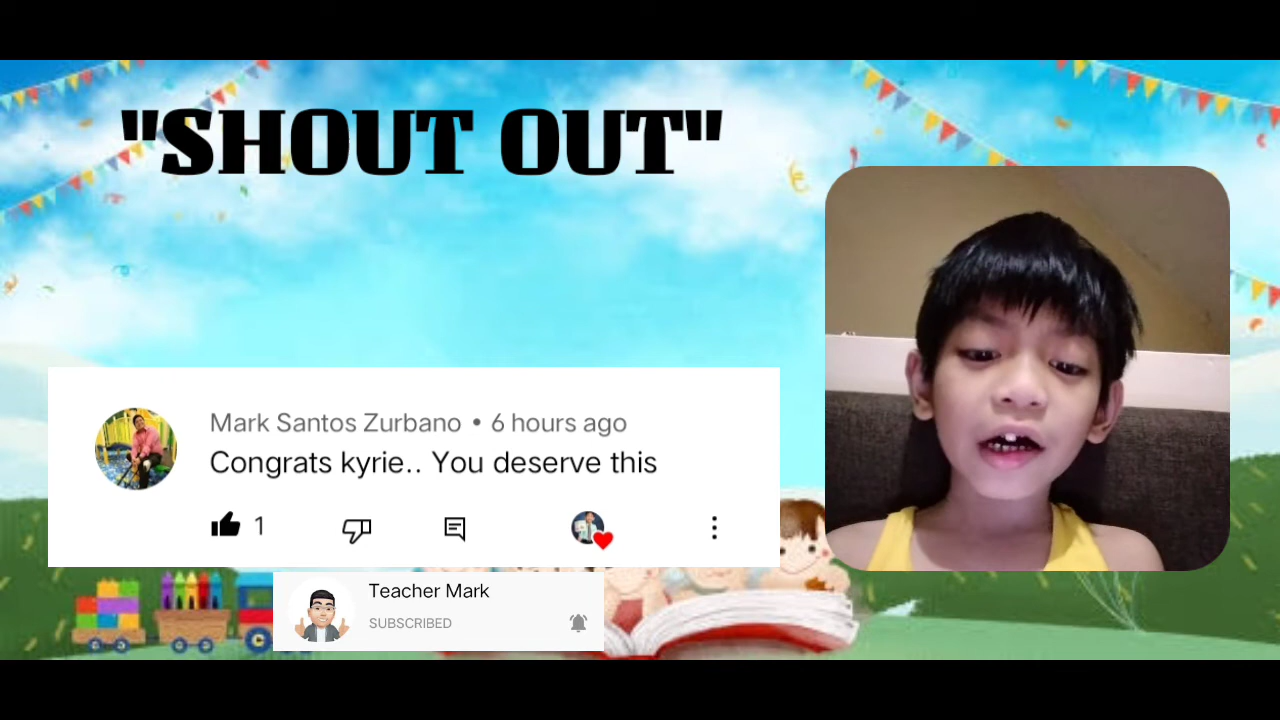 "SHOUT OUT"
Mark Santos Zurbano • 6 hours ago
Congrats kyrie.. You deserve this
1
Teacher Mark
SUBSCRIBED